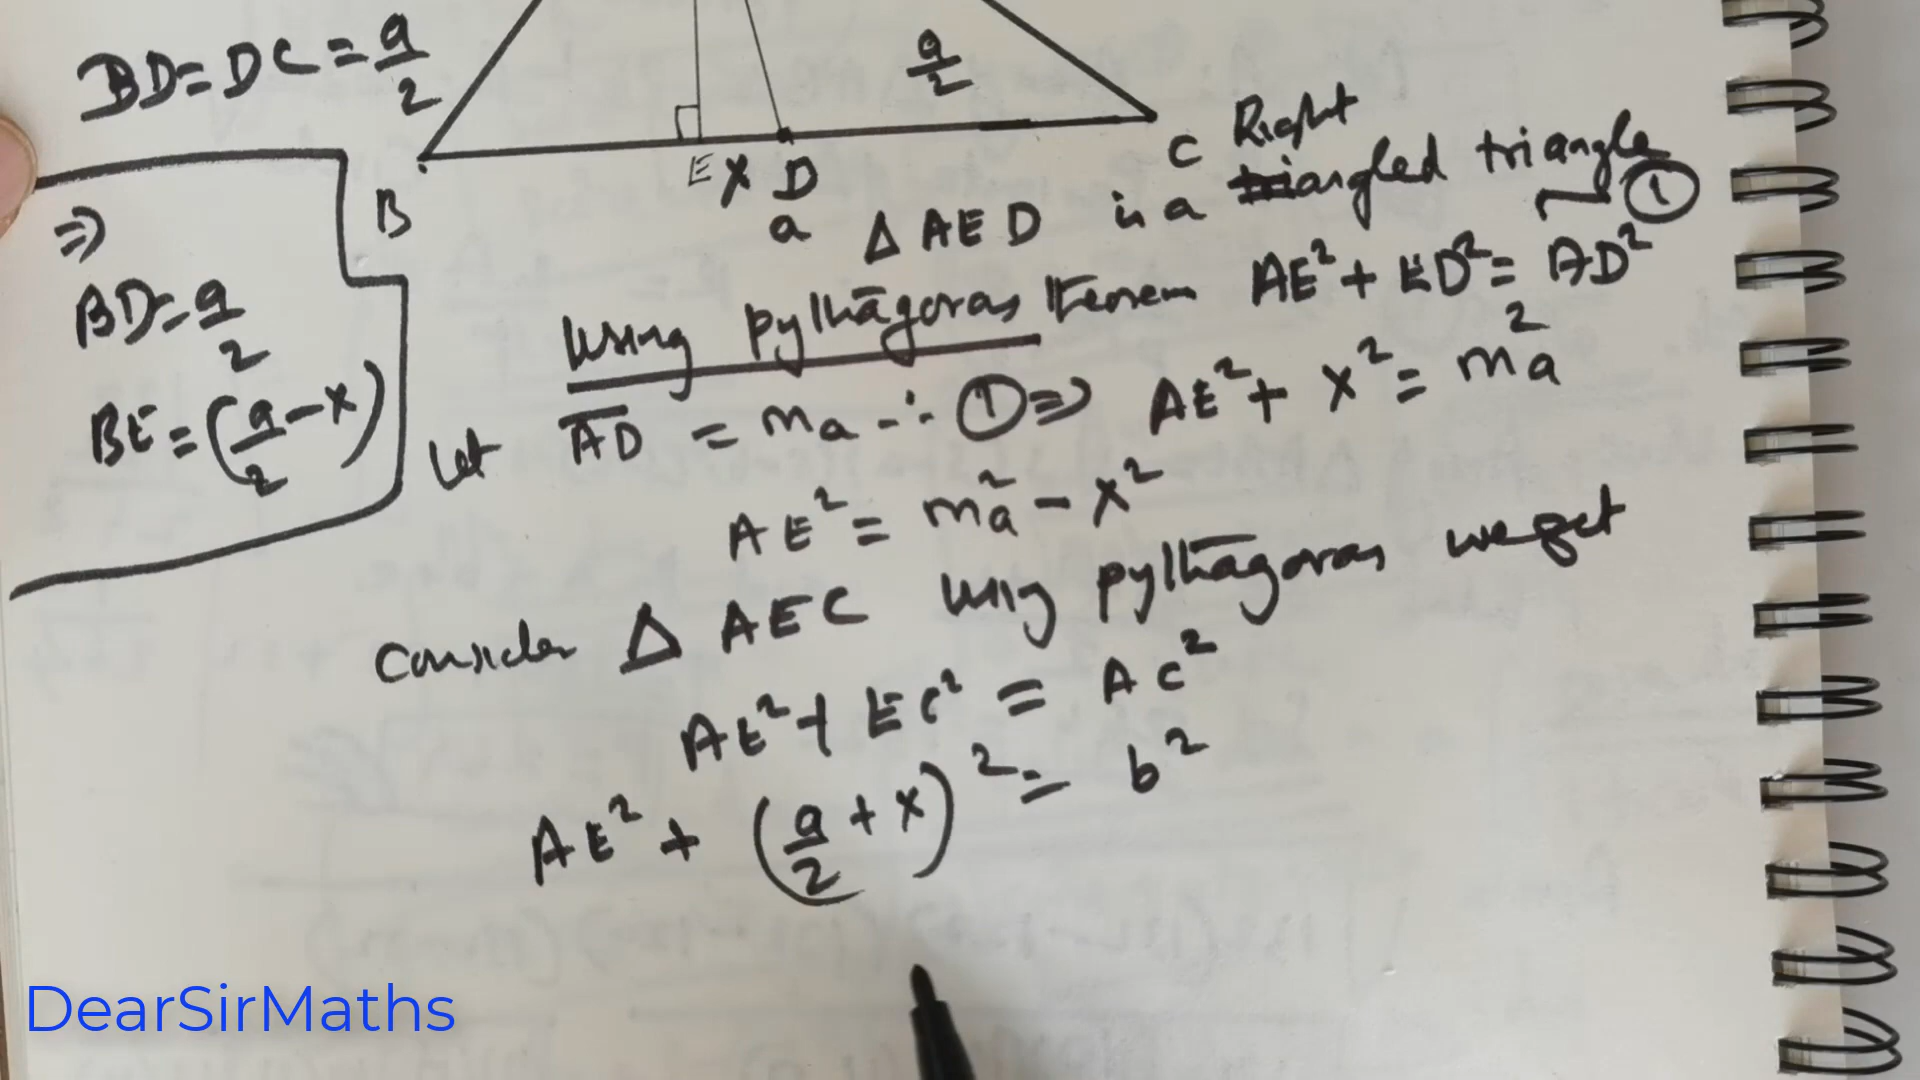 BD = DC = a/2
a/2
B
E X D
C
a
Right
triangled triangle
∆ AED is a
①
⇒
BD = a/2
BE = (a/2 - x)
Using pythagoras theorem AE² + ED² = AD²
Let AD = ma ∴ ① ⇒ AE² + x² = ma²
AE² = ma² - x²
Consider ∆ AEC using pythagoras we get
AE² + EC² = AC²
AE² + (a/2 + x)² = b²
DearSirMaths